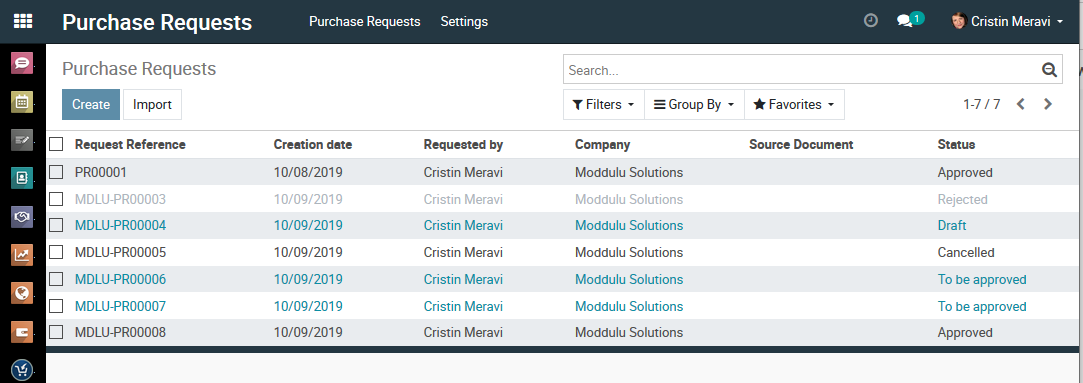 Purchase Requests Purchase Requests Settings 1 Cristin Meravi
Purchase Requests Search...
Create Import Filters Group By Favorites 1-7 / 7
Request Reference Creation date Requested by Company Source Document Status
PR00001 10/08/2019 Cristin Meravi Moddulu Solutions Approved
MDLU-PR00003 10/09/2019 Cristin Meravi Moddulu Solutions Rejected
MDLU-PR00004 10/09/2019 Cristin Meravi Moddulu Solutions Draft
MDLU-PR00005 10/09/2019 Cristin Meravi Moddulu Solutions Cancelled
MDLU-PR00006 10/09/2019 Cristin Meravi Moddulu Solutions To be approved
MDLU-PR00007 10/09/2019 Cristin Meravi Moddulu Solutions To be approved
MDLU-PR00008 10/09/2019 Cristin Meravi Moddulu Solutions Approved